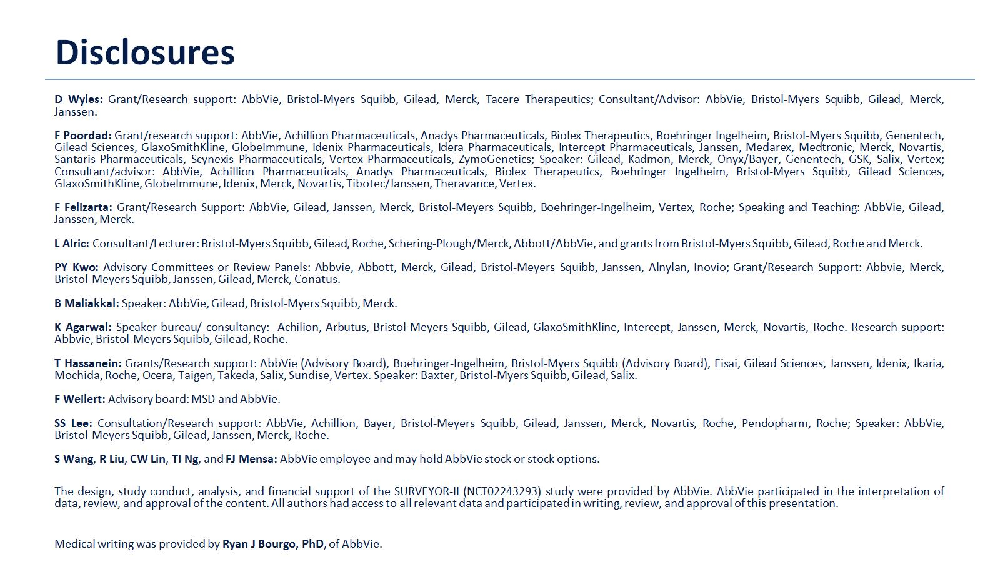 Disclosures
D Wyles: Grant/Research support: AbbVie, Bristol-Myers Squibb, Gilead, Merck, Tacere Therapeutics; Consultant/Advisor: AbbVie, Bristol-Myers Squibb, Gilead, Merck,
Janssen.
F Poordad: Grant/research support: AbbVie, Achillion Pharmaceuticals, Anadys Pharmaceuticals, Biolex Therapeutics, Boehringer Ingelheim, Bristol-Myers Squibb, Genentech,
Gilead Sciences, GlaxoSmithKline, GlobeImmune, Idenix Pharmaceuticals, Idera Pharmaceuticals, Intercept Pharmaceuticals, Janssen, Medarex, Medtronic, Merck, Novartis,
Santaris Pharmaceuticals, Scynexis Pharmaceuticals, Vertex Pharmaceuticals, ZymoGenetics; Speaker: Gilead, Kadmon, Merck, Onyx/Bayer, Genentech, GSK, Salix, Vertex;
Consultant/advisor: AbbVie, Achillion Pharmaceuticals, Anadys Pharmaceuticals, Biolex Therapeutics, Boehringer Ingelheim, Bristol-Myers Squibb, Gilead Sciences,
GlaxoSmithKline, GlobeImmune, Idenix, Merck, Novartis, Tibotec/Janssen, Theravance, Vertex.
F Felizarta: Grant/Research Support: AbbVie, Gilead, Janssen, Merck, Bristol-Meyers Squibb, Boehringer-Ingelheim, Vertex, Roche; Speaking and Teaching: AbbVie, Gilead,
Janssen, Merck.
L Alric: Consultant/Lecturer: Bristol-Myers Squibb, Gilead, Roche, Schering-Plough/Merck, Abbott/AbbVie, and grants from Bristol-Myers Squibb, Gilead, Roche and Merck.
PY Kwo: Advisory Committees or Review Panels: Abbvie, Abbott, Merck, Gilead, Bristol-Meyers Squibb, Janssen, Alnylan, Inovio; Grant/Research Support: Abbvie, Merck,
Bristol-Meyers Squibb, Janssen, Gilead, Merck, Conatus.
B Maliakkal: Speaker: AbbVie, Gilead, Bristol-Myers Squibb, Merck.
K Agarwal: Speaker bureau/ consultancy: Achilion, Arbutus, Bristol-Meyers Squibb, Gilead, GlaxoSmithKline, Intercept, Janssen, Merck, Novartis, Roche. Research support:
Abbvie, Bristol-Meyers Squibb, Gilead, Roche.
T Hassanein: Grants/Research support: AbbVie (Advisory Board), Boehringer-Ingelheim, Bristol-Myers Squibb (Advisory Board), Eisai, Gilead Sciences, Janssen, Idenix, Ikaria,
Mochida, Roche, Ocera, Taigen, Takeda, Salix, Sundise, Vertex. Speaker: Baxter, Bristol-Myers Squibb, Gilead, Salix.
F Weilert: Advisory board: MSD and AbbVie.
SS Lee: Consultation/Research support: AbbVie, Achillion, Bayer, Bristol-Meyers Squibb, Gilead, Janssen, Merck, Novartis, Roche, Pendopharm, Roche; Speaker: AbbVie,
Bristol-Meyers Squibb, Gilead, Janssen, Merck, Roche.
S Wang, R Liu, CW Lin, TI Ng, and FJ Mensa: AbbVie employee and may hold AbbVie stock or stock options.
The design, study conduct, analysis, and financial support of the SURVEYOR-II (NCT02243293) study were provided by AbbVie. AbbVie participated in the interpretation of
data, review, and approval of the content. All authors had access to all relevant data and participated in writing, review, and approval of this presentation.
Medical writing was provided by Ryan J Bourgo, PhD, of AbbVie.